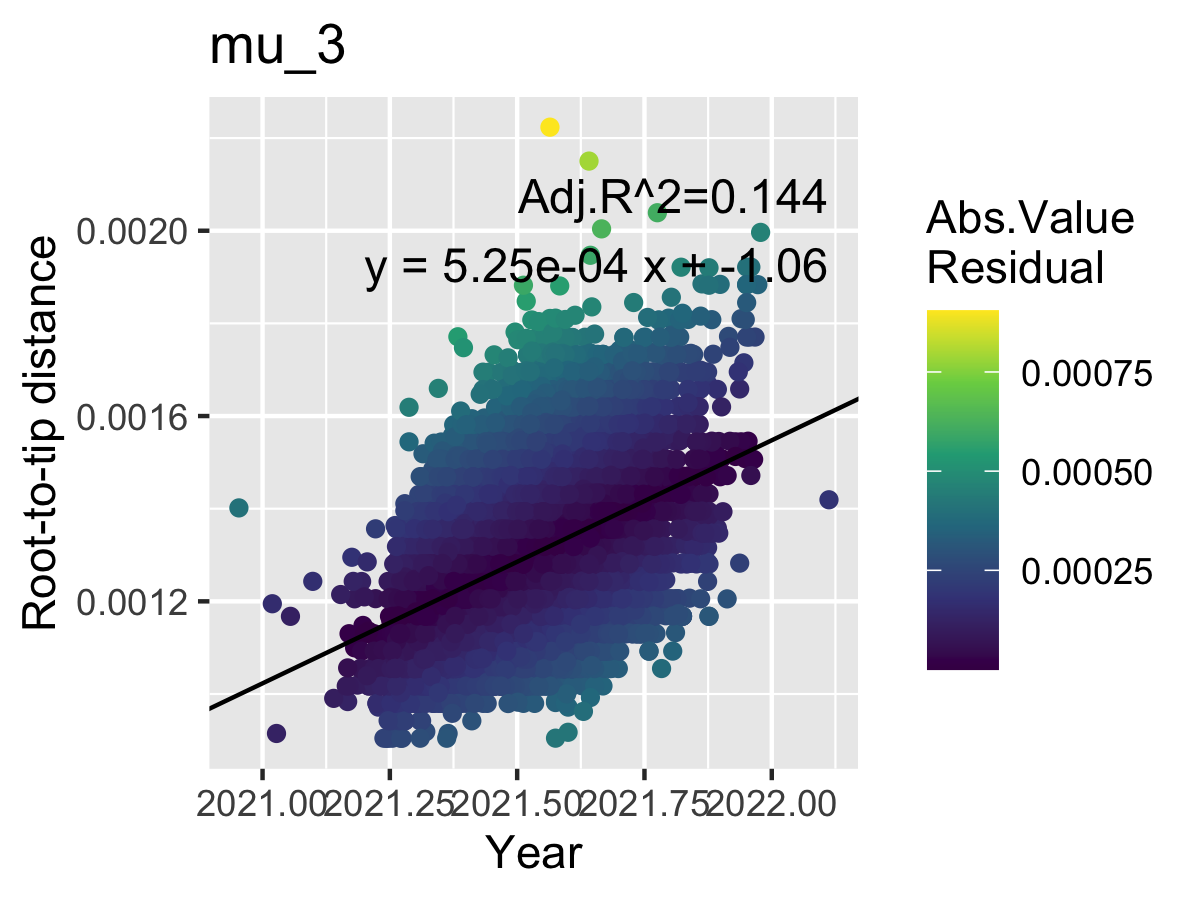 mu_3
Adj.R^2=0.144
y = 5.25e-04 x + -1.06
Root-to-tip distance
0.0020
0.0016
0.0012
2021.00
2021.25
2021.50
2021.75
2022.00
Year
Abs.Value
Residual
0.00075
0.00050
0.00025